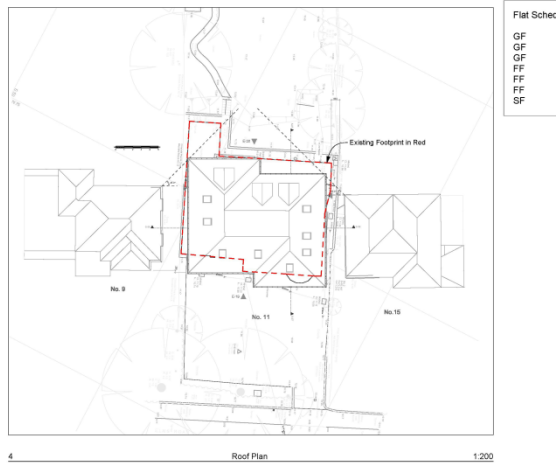 Flat Sched
GF
GF
GF
FF
FF
FF
SF
Existing Footprint in Red
No. 9
No. 11
No.15
4 Roof Plan 1:200